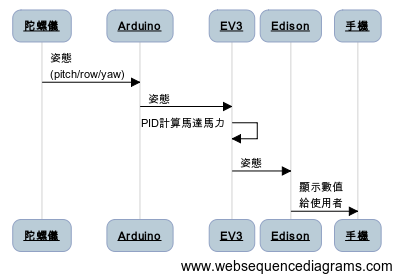 陀螺儀 Arduino EV3 Edison 手機
姿態
(pitch/row/yaw)
姿態
PID計算馬達馬力
姿態
顯示數值
給使用者
陀螺儀 Arduino EV3 Edison 手機
www.websequencediagrams.com